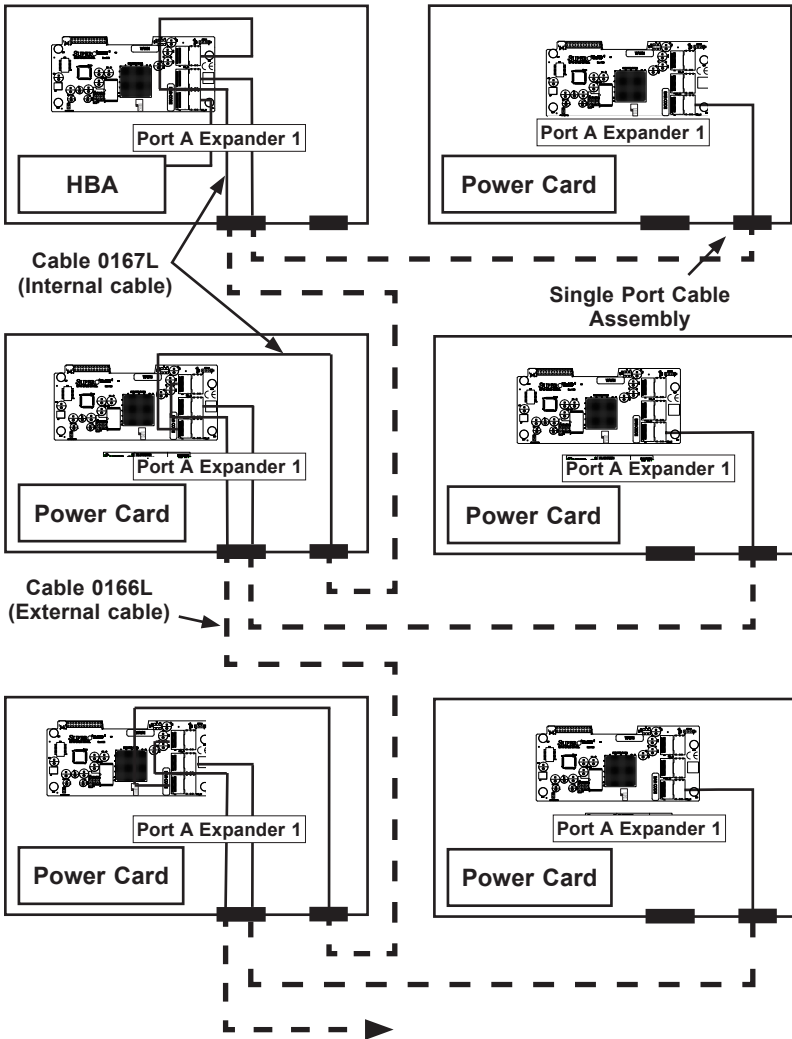 Port A Expander 1
HBA
Port A Expander 1
Power Card
Cable 0167L
(Internal cable)
Single Port Cable
Assembly
Port A Expander 1
Power Card
Port A Expander 1
Power Card
Cable 0166L
(External cable)
Port A Expander 1
Power Card
Port A Expander 1
Power Card